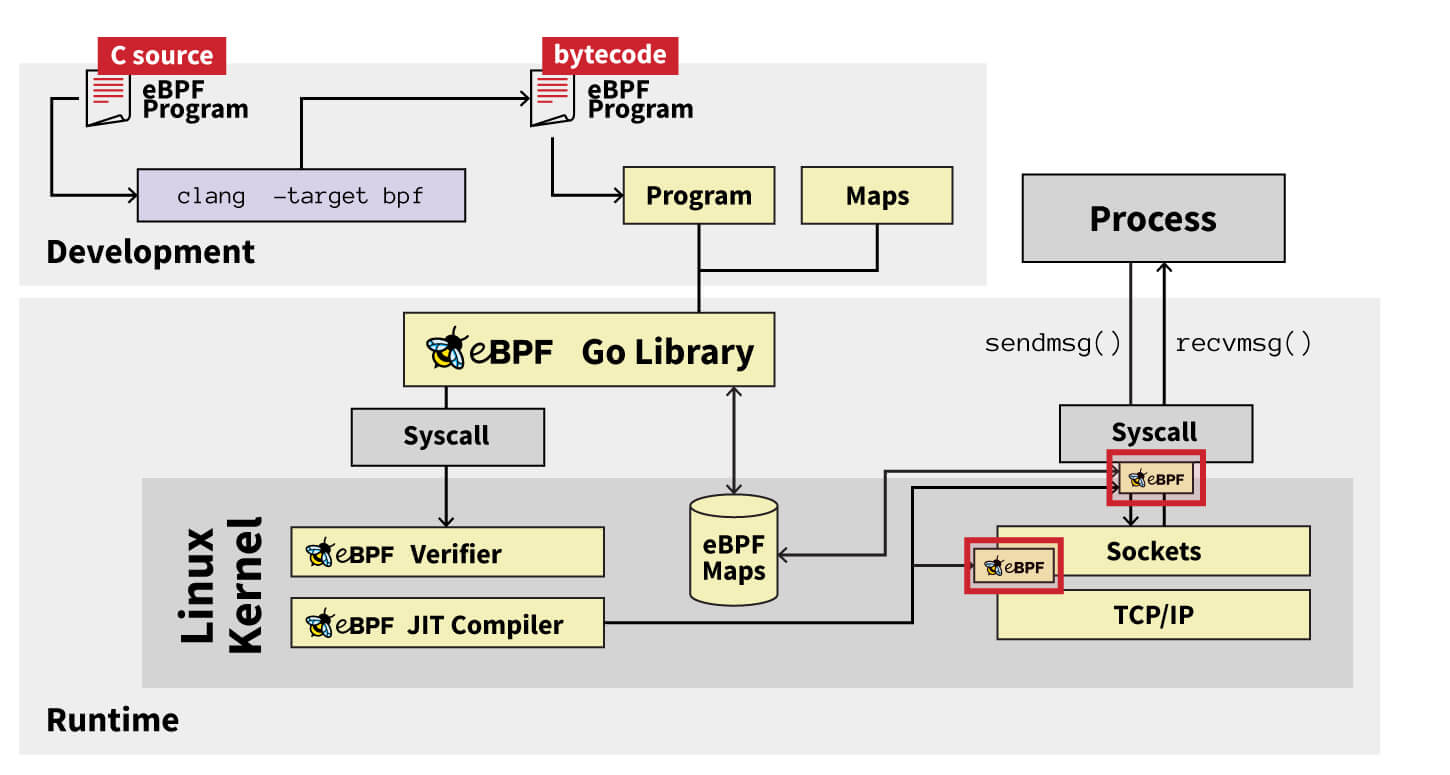 C source
eBPF
Program
bytecode
eBPF
Program
clang -target bpf
Program
Maps
Development
Process
eBPF Go Library
sendmsg()
recvmsg()
Syscall
Syscall
eBPF
Linux
Kernel
eBPF Verifier
eBPF
Maps
Sockets
eBPF
eBPF JIT Compiler
TCP/IP
Runtime